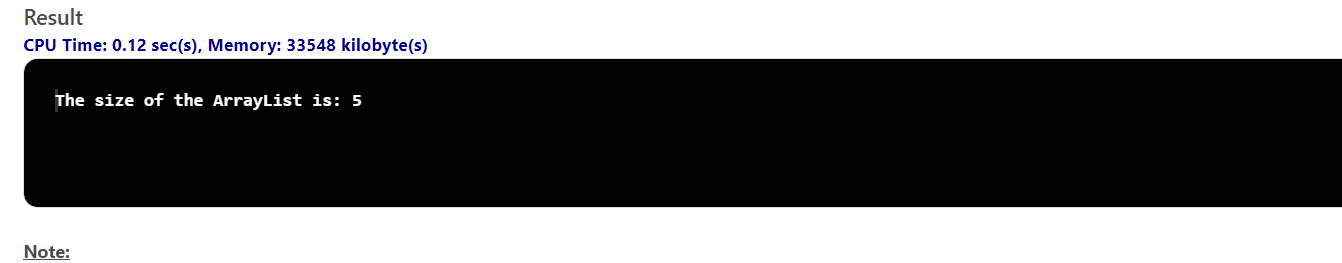 Result
CPU Time: 0.12 sec(s), Memory: 33548 kilobyte(s)
The size of the ArrayList is: 5
Note: